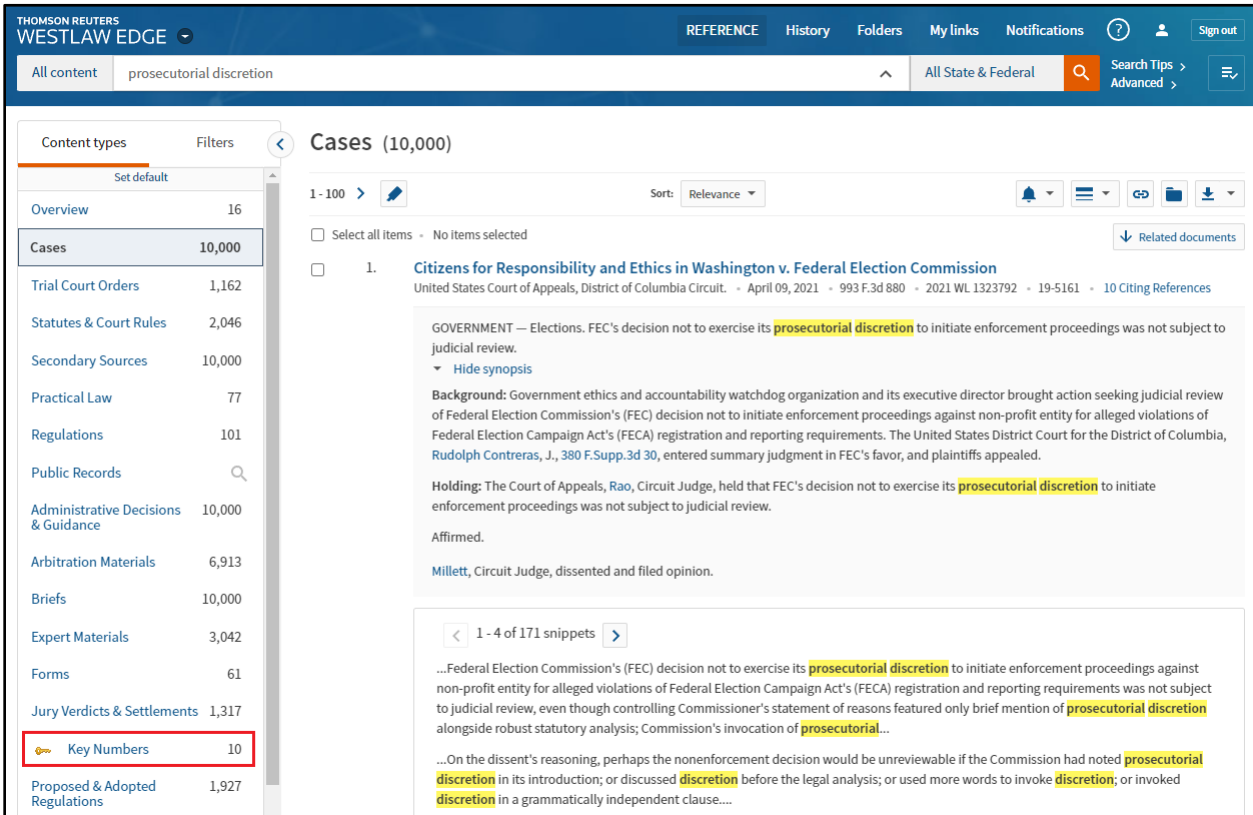 THOMSON REUTERS
WESTLAW EDGE
REFERENCE History Folders My links Notifications ? Sign out
All content prosecutorial discretion All State & Federal Search Tips >
Advanced >
Content types Filters
Set default
Overview 16
Cases 10,000
Trial Court Orders 1,162
Statutes & Court Rules 2,046
Secondary Sources 10,000
Practical Law 77
Regulations 101
Public Records
Administrative Decisions 10,000
& Guidance
Arbitration Materials 6,913
Briefs 10,000
Expert Materials 3,042
Forms 61
Jury Verdicts & Settlements 1,317
Key Numbers 10
Proposed & Adopted 1,927
Regulations
Cases (10,000)
1 - 100 Sort: Relevance
Select all items • No items selected Related documents
1. Citizens for Responsibility and Ethics in Washington v. Federal Election Commission
United States Court of Appeals, District of Columbia Circuit. • April 09, 2021 • 993 F.3d 880 • 2021 WL 1323792 • 19-5161 • 10 Citing References
GOVERNMENT — Elections. FEC's decision not to exercise its prosecutorial discretion to initiate enforcement proceedings was not subject to
judicial review.
Hide synopsis
Background: Government ethics and accountability watchdog organization and its executive director brought action seeking judicial review
of Federal Election Commission's (FEC) decision not to initiate enforcement proceedings against non-profit entity for alleged violations of
Federal Election Campaign Act's (FECA) registration and reporting requirements. The United States District Court for the District of Columbia,
Rudolph Contreras, J., 380 F.Supp.3d 30, entered summary judgment in FEC's favor, and plaintiffs appealed.
Holding: The Court of Appeals, Rao, Circuit Judge, held that FEC's decision not to exercise its prosecutorial discretion to initiate
enforcement proceedings was not subject to judicial review.
Affirmed.
Millett, Circuit Judge, dissented and filed opinion.
1 - 4 of 171 snippets
...Federal Election Commission's (FEC) decision not to exercise its prosecutorial discretion to initiate enforcement proceedings against
non-profit entity for alleged violations of Federal Election Campaign Act's (FECA) registration and reporting requirements was not subject
to judicial review, even though controlling Commissioner's statement of reasons featured only brief mention of prosecutorial discretion
alongside robust statutory analysis; Commission's invocation of prosecutorial...
...On the dissent's reasoning, perhaps the nonenforcement decision would be unreviewable if the Commission had noted prosecutorial
discretion in its introduction; or discussed discretion before the legal analysis; or used more words to invoke discretion; or invoked
discretion in a grammatically independent clause....